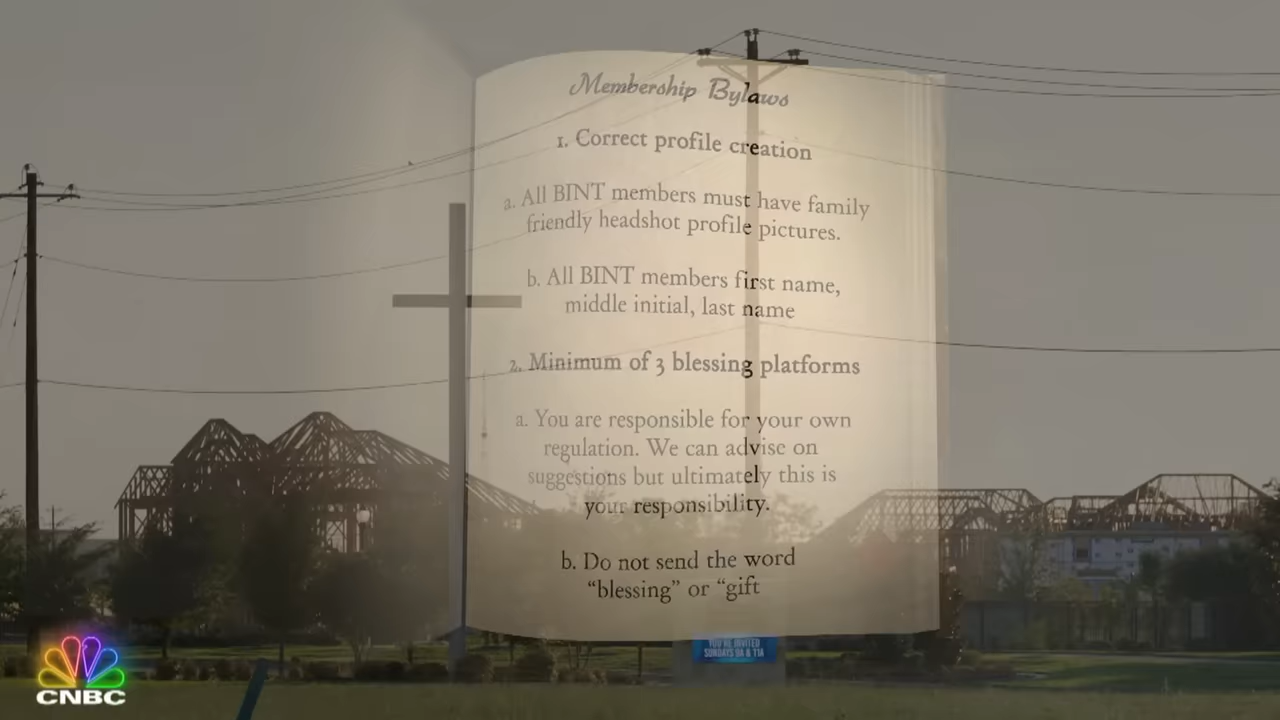 Membership Bylaws
1. Correct profile creation
a. All BINT members must have family
friendly headshot profile pictures.
b. All BINT members first name,
middle initial, last name
2. Minimum of 3 blessing platforms
a. You are responsible for your own
regulation. We can advise on
suggestions but ultimately this is
your responsibility.
b. Do not send the word
“blessing” or “gift
YOU'RE INVITED
SUNDAYS 9A & 11A
CNBC